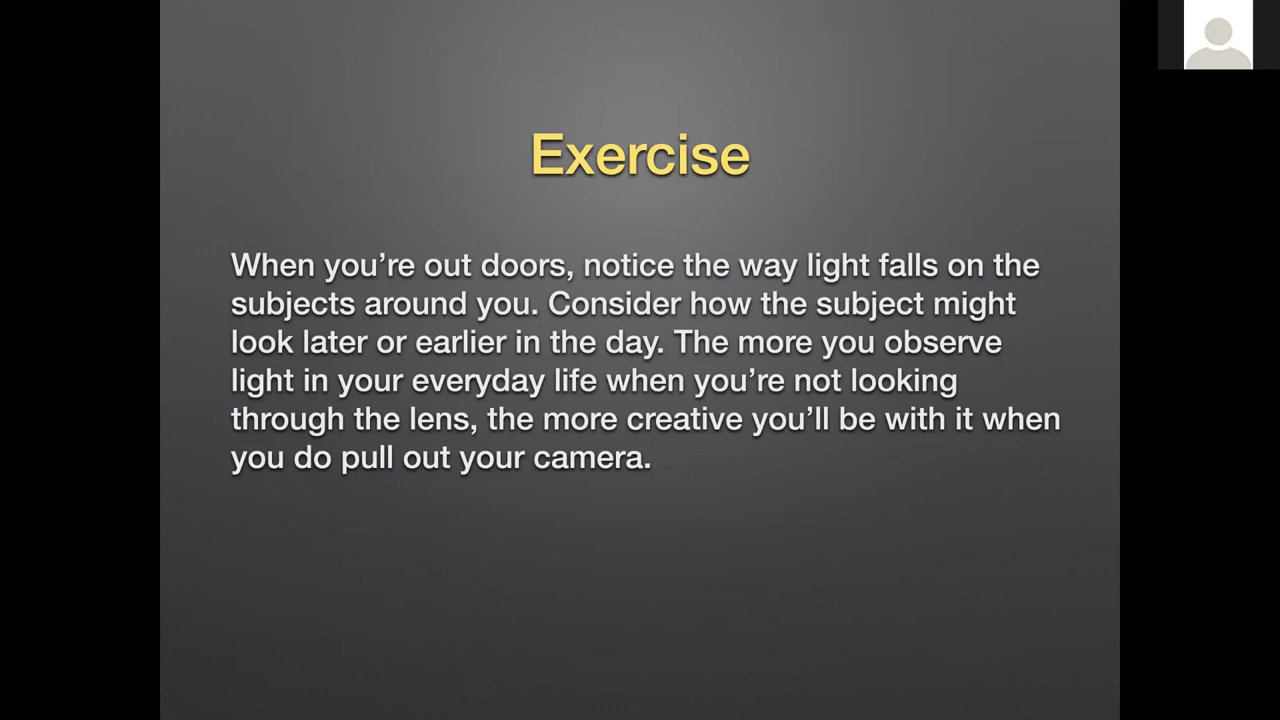 Exercise
When you’re out doors, notice the way light falls on the
subjects around you. Consider how the subject might
look later or earlier in the day. The more you observe
light in your everyday life when you’re not looking
through the lens, the more creative you’ll be with it when
you do pull out your camera.